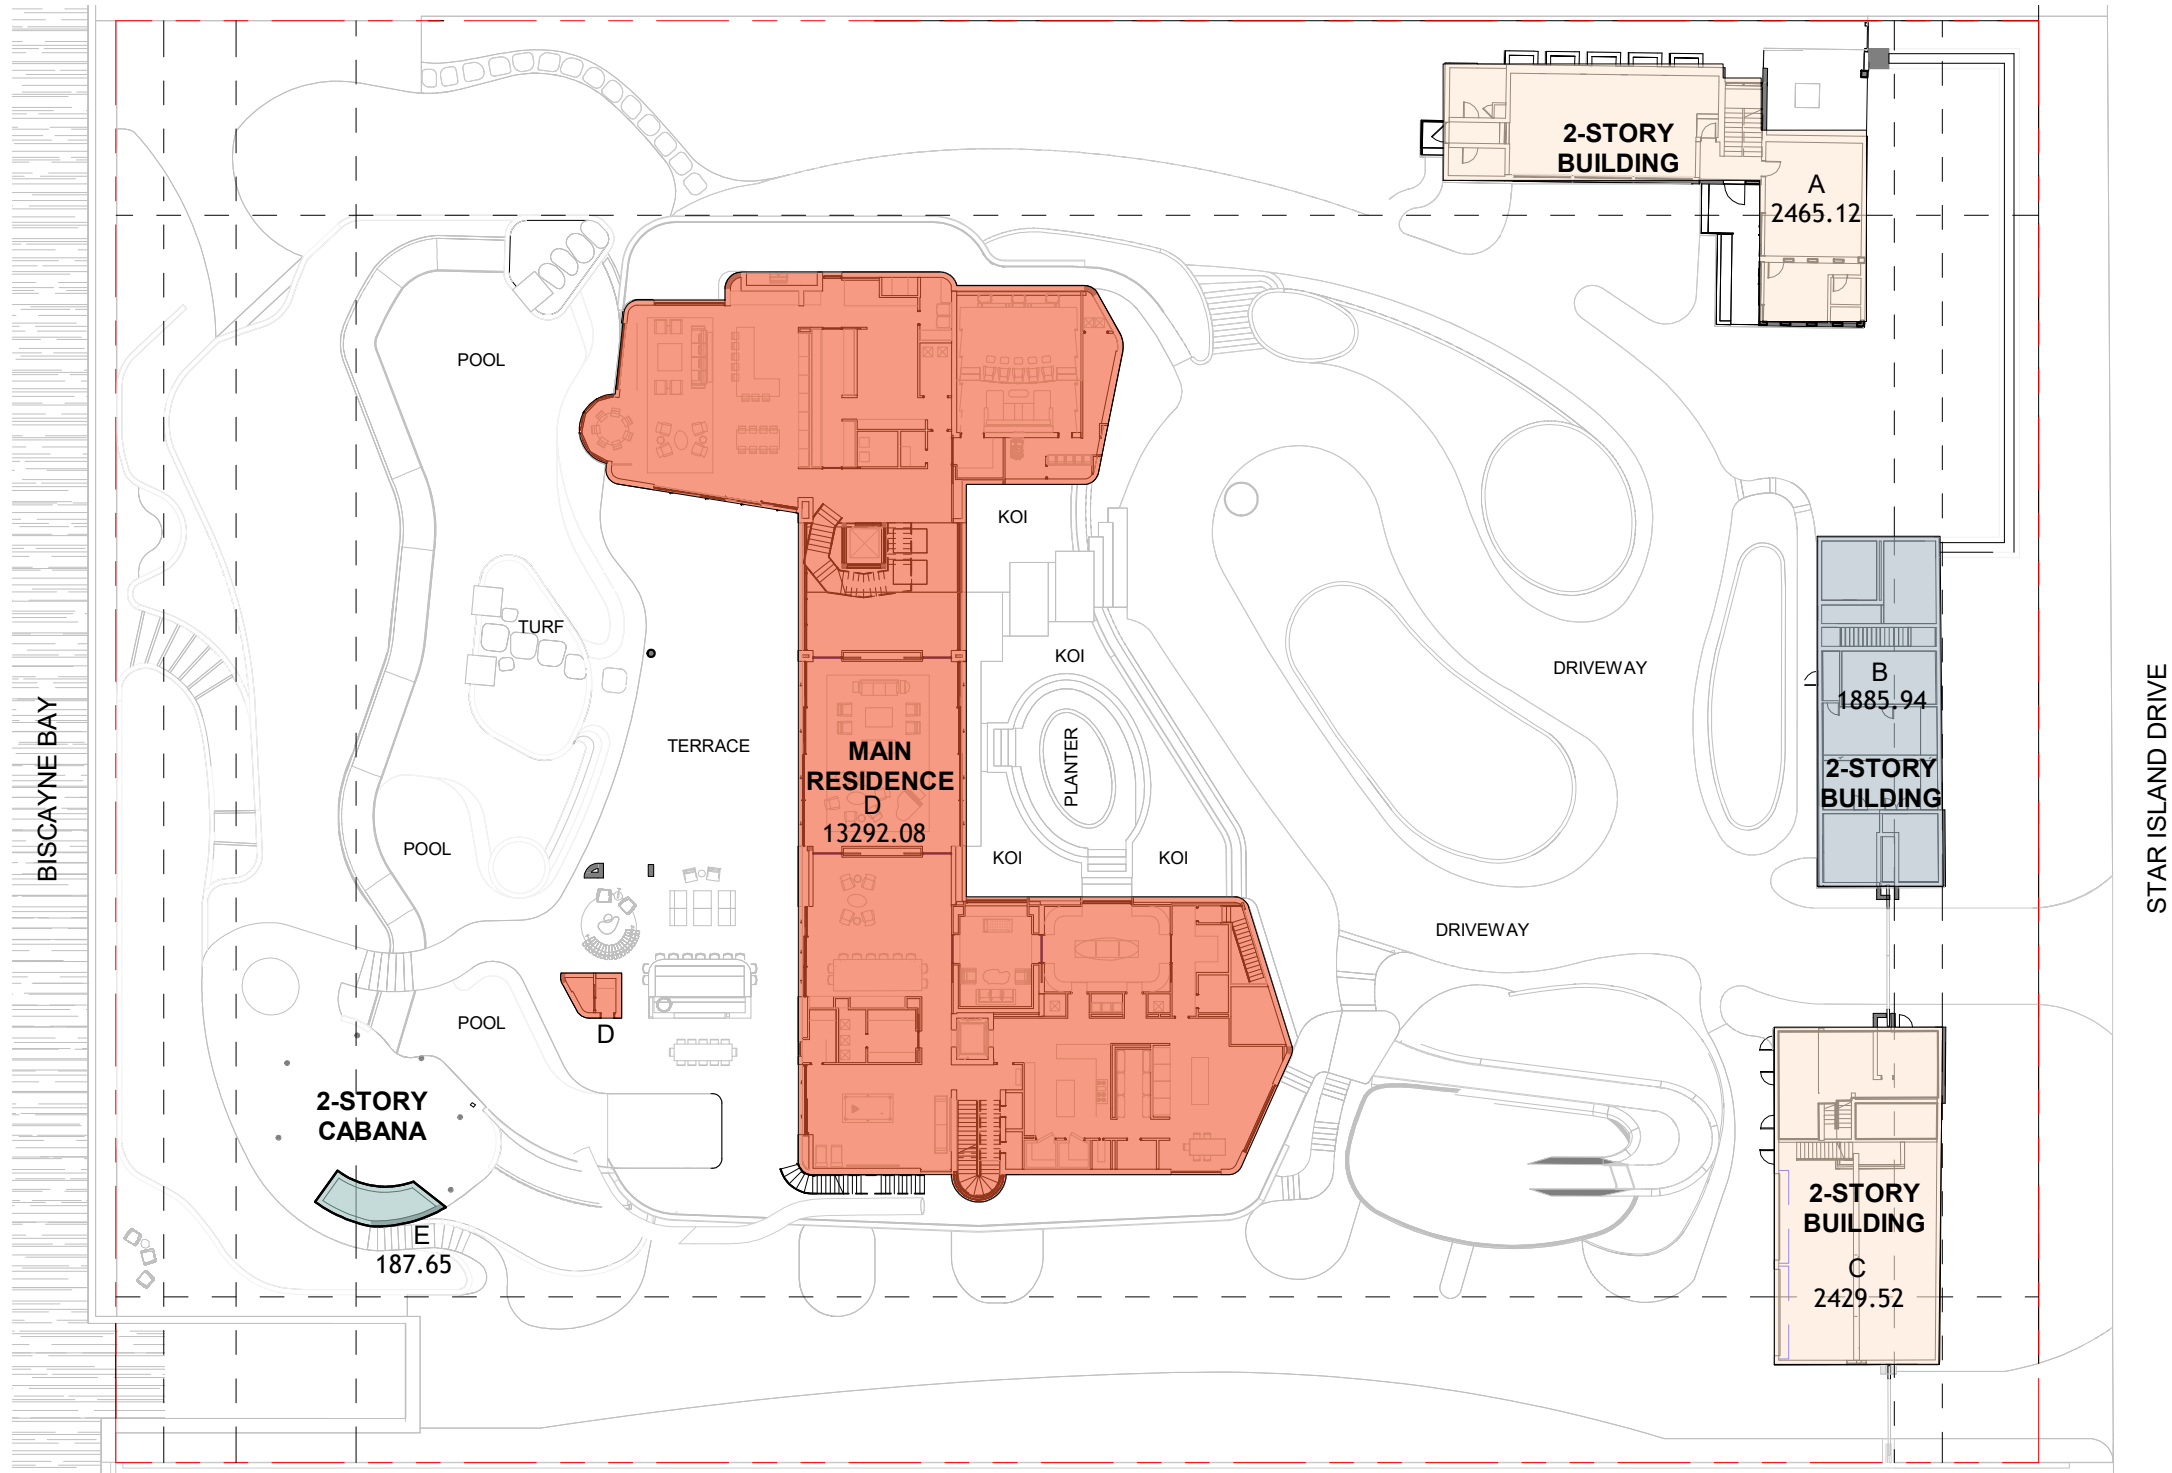 2-STORY
BUILDING
A
2465.12
POOL
KOI
TURF
KOI
DRIVEWAY
B
1885.94
BISCAYNE BAY
TERRACE
MAIN
RESIDENCE
D
13292.08
PLANTER
2-STORY
BUILDING
STAR ISLAND DRIVE
POOL
KOI
KOI
DRIVEWAY
POOL
D
2-STORY
CABANA
E
187.65
2-STORY
BUILDING
C
2429.52